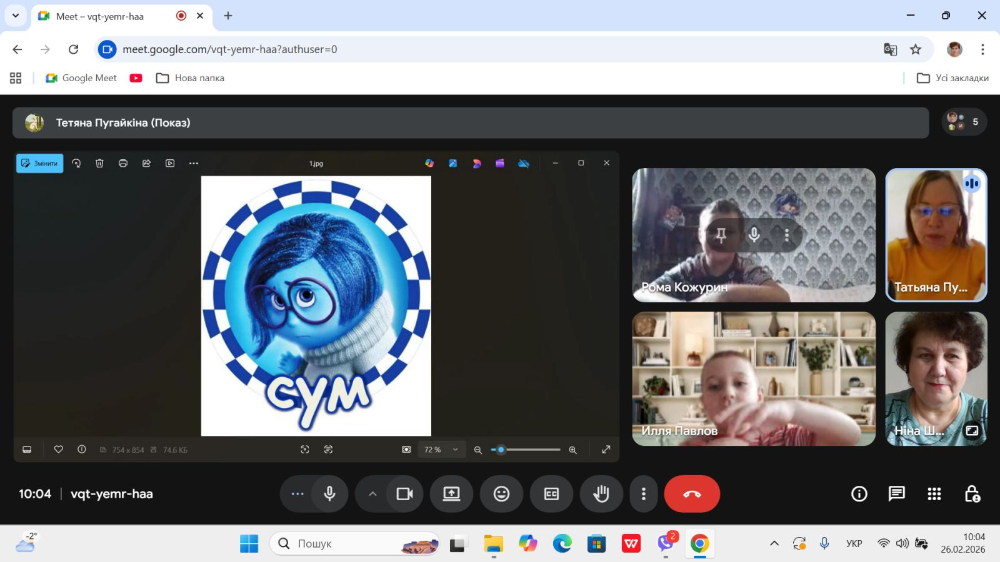 Meet – vqt-yemr-haa
meet.google.com/vqt-yemr-haa?authuser=0
Google Meet
Нова папка
Усі закладки
Тетяна Пугайкіна (Показ)
5
Змінити
1.jpg
СУМ
754 x 854
74.6 КБ
72 %
Рома Кожурин
Татьяна Пу...
Илля Павлов
Ніна Ш...
10:04
vqt-yemr-haa
-2°
Пошук
2
УКР
10:04
26.02.2026